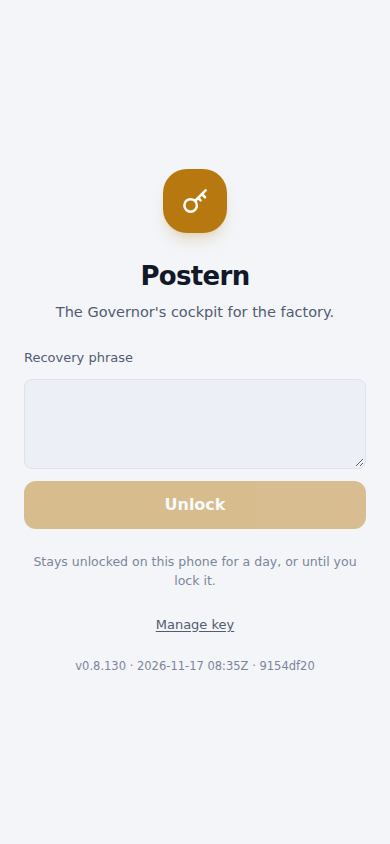 Postern
The Governor's cockpit for the factory.
Recovery phrase
Unlock
Stays unlocked on this phone for a day, or until you
lock it.
Manage key
v0.8.130 · 2026-11-17 08:35Z · 9154df20